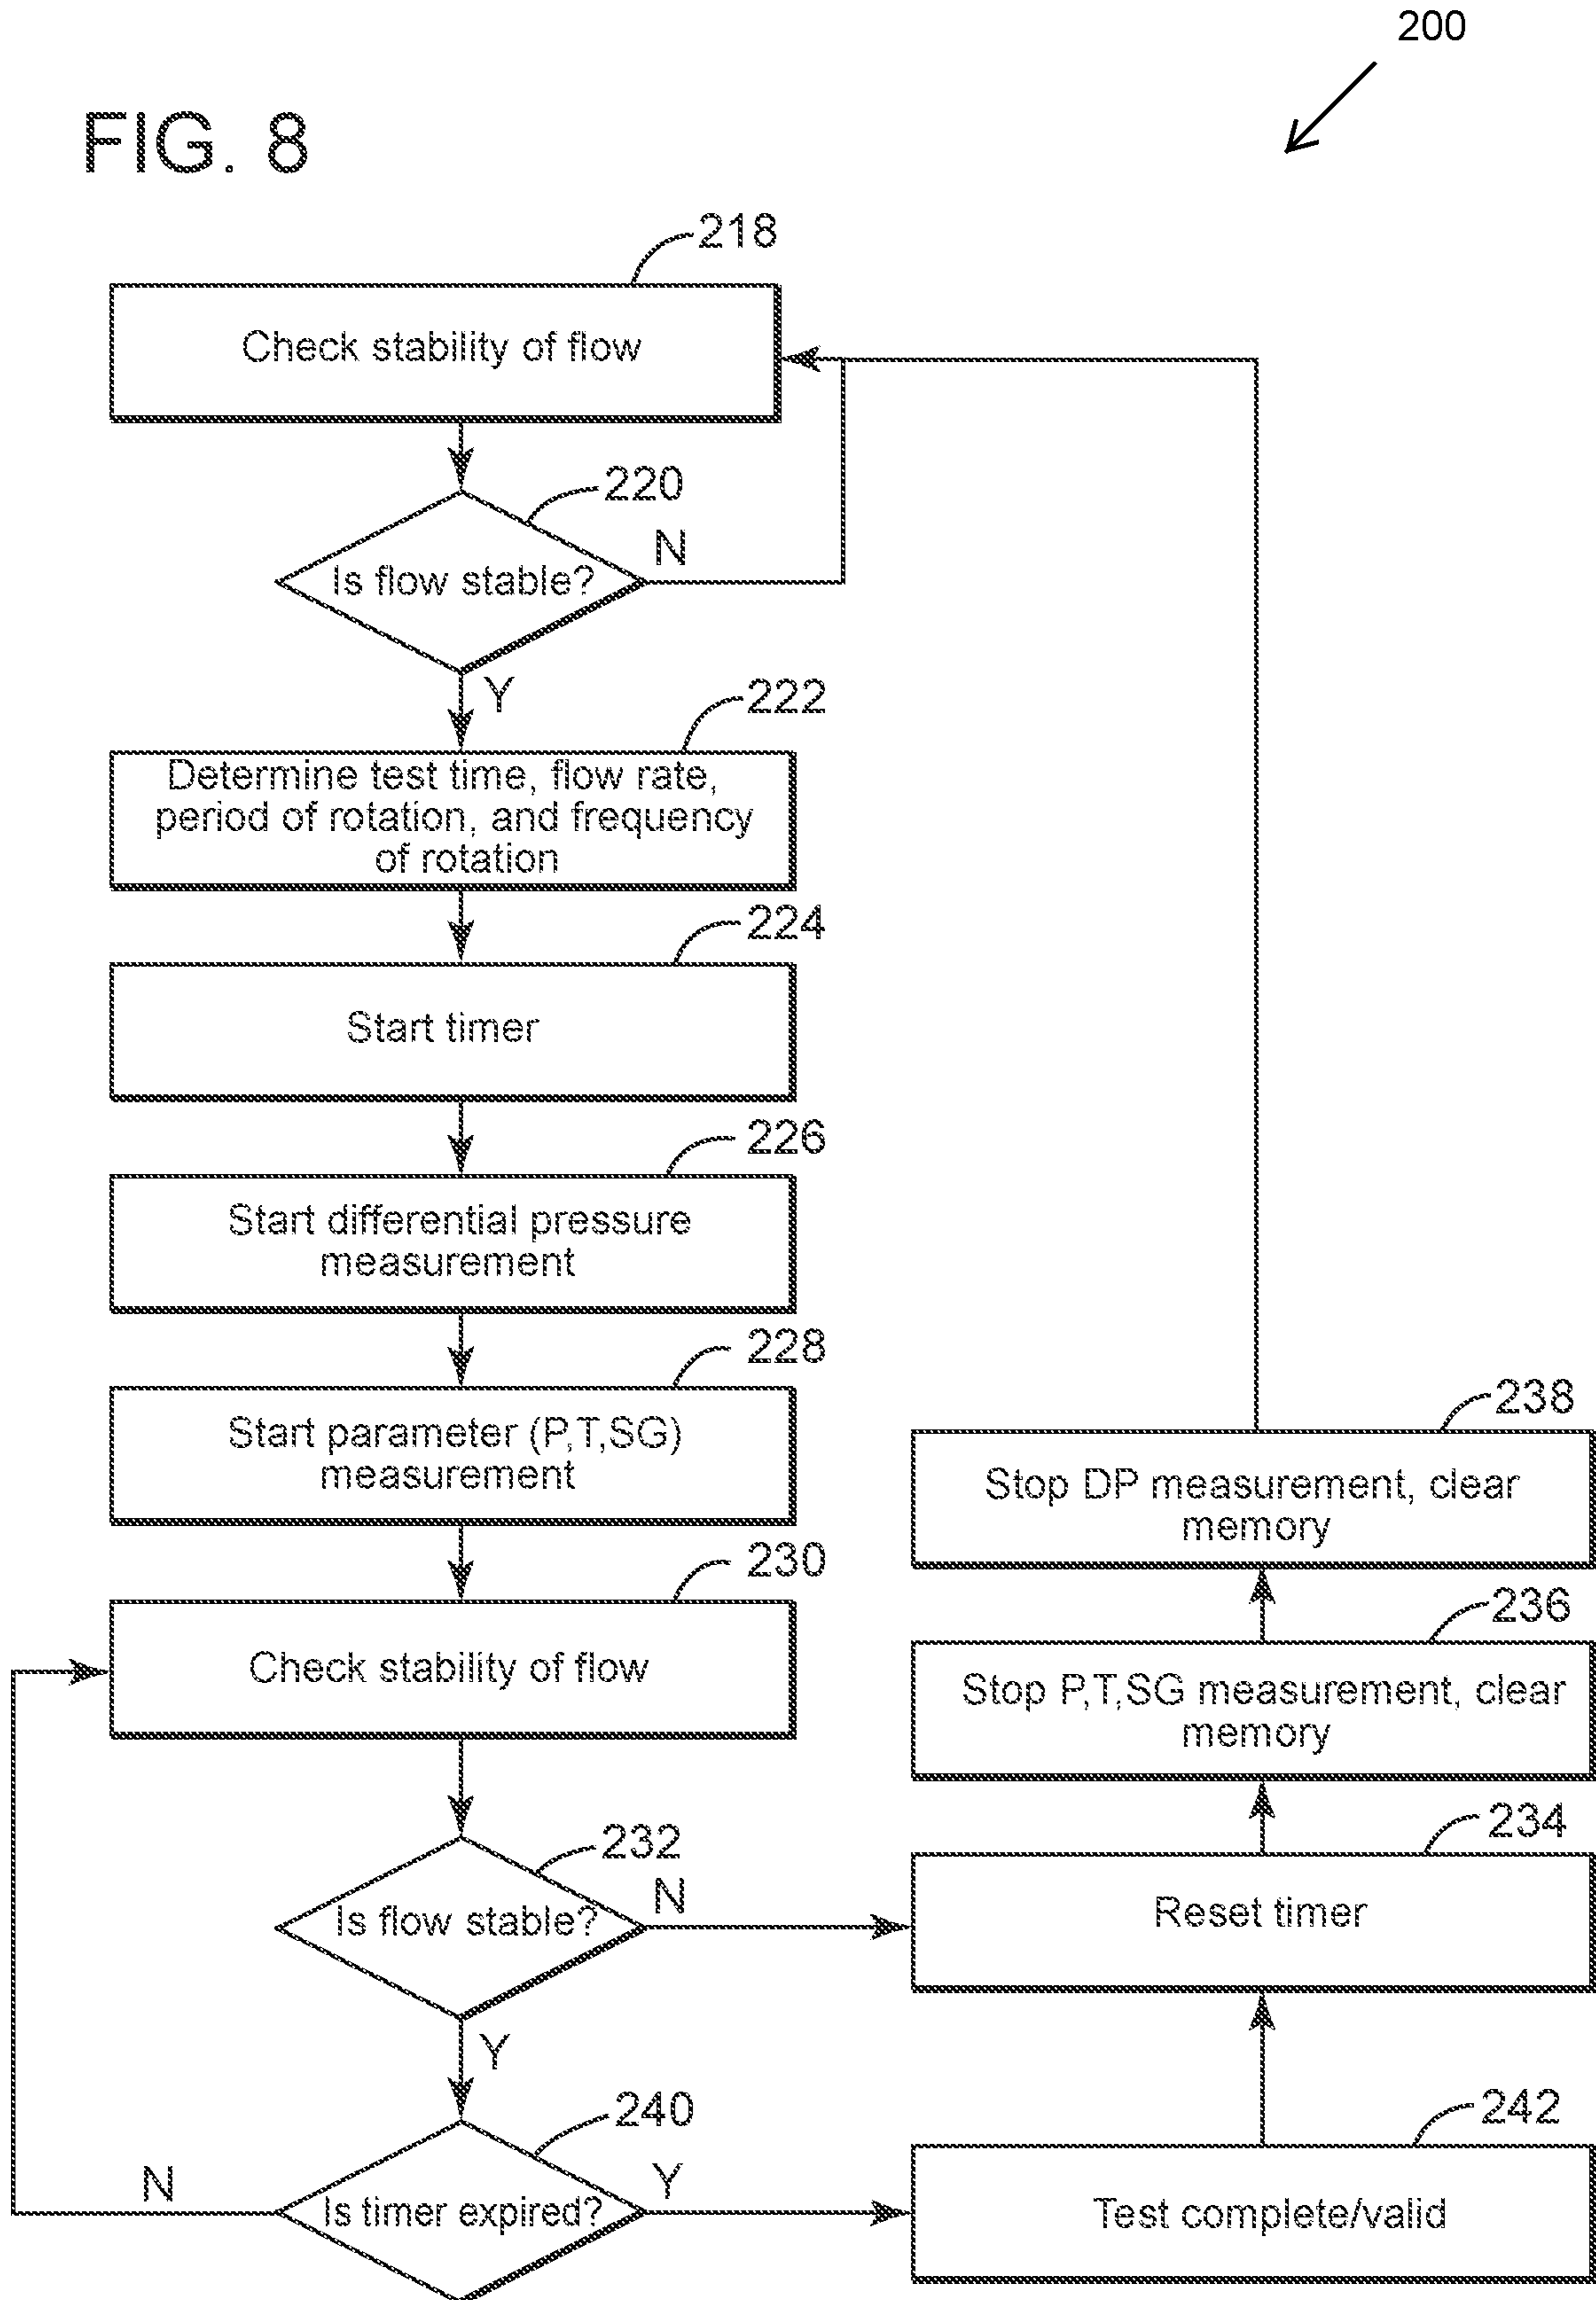 200
FIG. 8
218
Check stability of flow
220
Is flow stable?
N
Y
222
Determine test time, flow rate,
period of rotation, and frequency
of rotation
224
Start timer
226
Start differential pressure
measurement
228
Start parameter (P,T,SG)
measurement
230
Check stability of flow
232
Is flow stable?
N
Y
240
Is timer expired?
N
Y
238
Stop DP measurement, clear
memory
236
Stop P,T,SG measurement, clear
memory
234
Reset timer
242
Test complete/valid